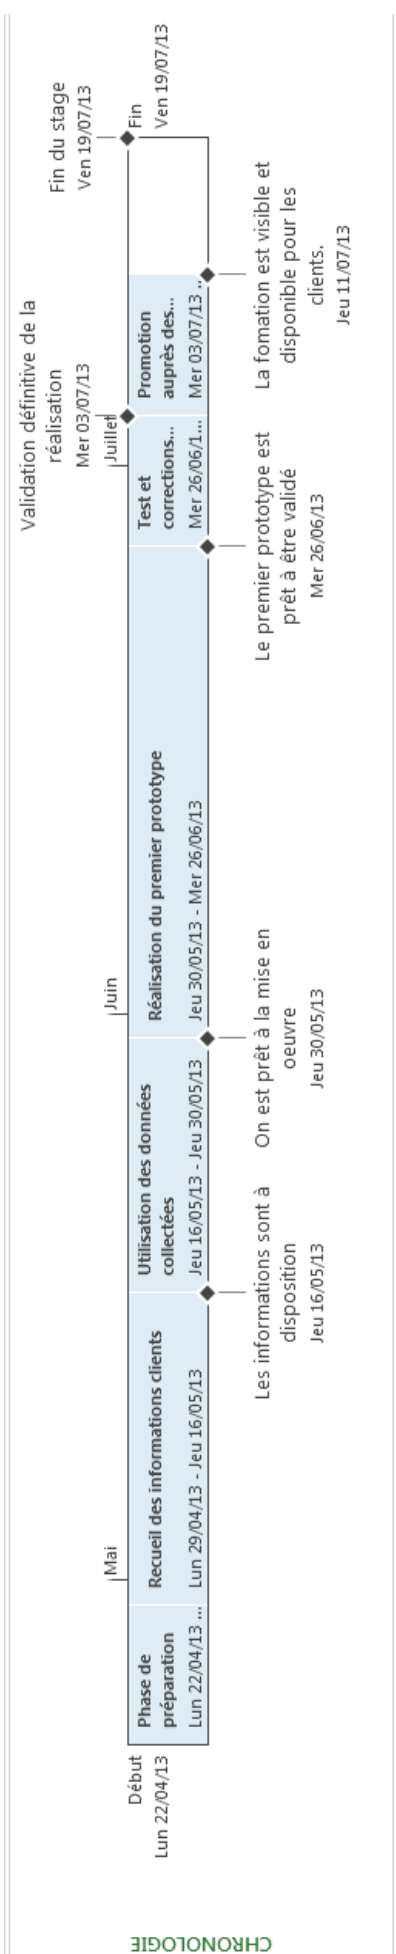 CHRONOLOGIE
Validation définitive de la
réalisation
Mer 03/07/13
Fin du stage
Ven 19/07/13
Mai
Juin
Juillet
Début
Lun 22/04/13
Phase de
préparation
Lun 22/04/13 ...
Recueil des informations clients
Lun 29/04/13 - Jeu 16/05/13
Utilisation des données
collectées
Jeu 16/05/13 - Jeu 30/05/13
Réalisation du premier prototype
Jeu 30/05/13 - Mer 26/06/13
Test et
corrections...
Mer 26/06/1...
Promotion
auprès des...
Mer 03/07/13 ...
Fin
Ven 19/07/13
Les informations sont à
disposition
Jeu 16/05/13
On est prêt à la mise en
oeuvre
Jeu 30/05/13
Le premier prototype est
prêt à être validé
Mer 26/06/13
La fomation est visible et
disponible pour les
clients.
Jeu 11/07/13